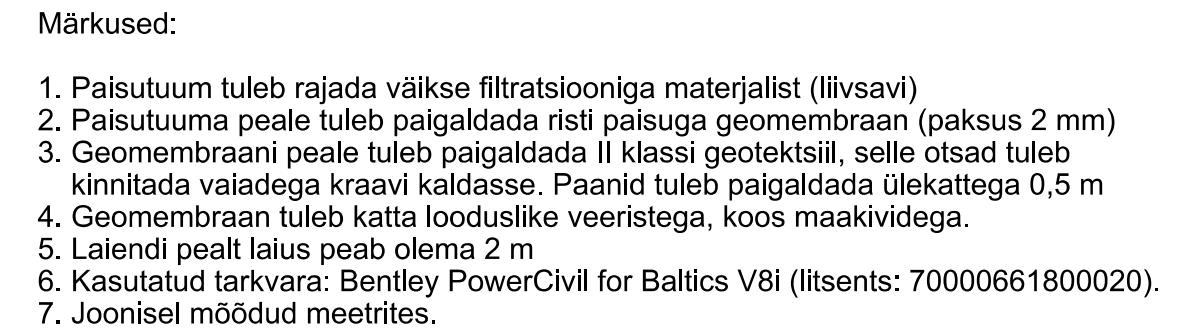 Märkused:
1. Paisutuum tuleb rajada väikse filtratsiooniga materjalist (liivsavi)
2. Paisutuuma peale tuleb paigaldada risti paisuga geomembraan (paksus 2 mm)
3. Geomembraani peale tuleb paigaldada II klassi geotektsiil, selle otsad tuleb
kinnitada vaiadega kraavi kaldasse. Paanid tuleb paigaldada ülekattega 0,5 m
4. Geomembraan tuleb katta looduslike veeristega, koos maakividega.
5. Laiendi pealt laius peab olema 2 m
6. Kasutatud tarkvara: Bentley PowerCivil for Baltics V8i (litsents: 70000661800020).
7. Joonisel mõõdud meetrites.